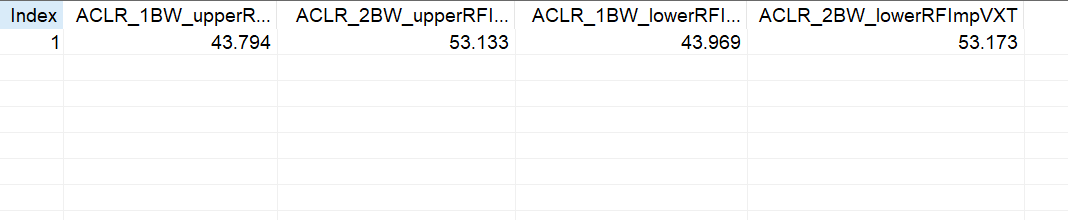 Index ACLR_1BW_upperR... ACLR_2BW_upperRFI... ACLR_1BW_lowerRFI... ACLR_2BW_lowerRFImpVXT
1 43.794 53.133 43.969 53.173